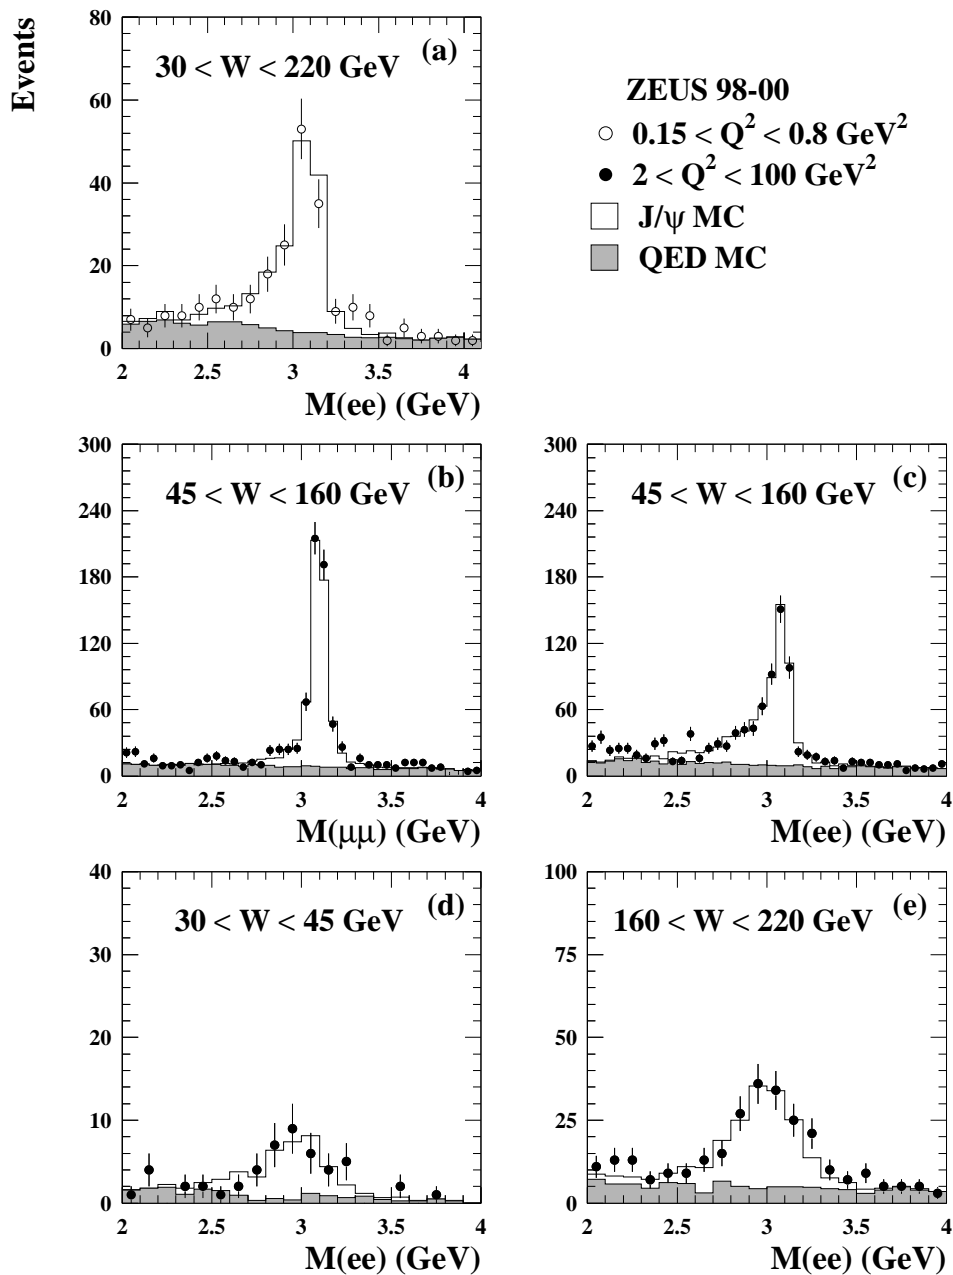 Events
80
60
40
20
0
(a)
30 < W < 220 GeV
2 2.5 3 3.5 4
M(ee) (GeV)
ZEUS 98-00
0.15 < Q² < 0.8 GeV²
2 < Q² < 100 GeV²
J/ψ MC
QED MC
300
240
180
120
60
0
(b)
45 < W < 160 GeV
2 2.5 3 3.5 4
M(μμ) (GeV)
300
240
180
120
60
0
(c)
45 < W < 160 GeV
2 2.5 3 3.5 4
M(ee) (GeV)
40
30
20
10
0
(d)
30 < W < 45 GeV
2 2.5 3 3.5 4
M(ee) (GeV)
100
75
50
25
0
(e)
160 < W < 220 GeV
2 2.5 3 3.5 4
M(ee) (GeV)